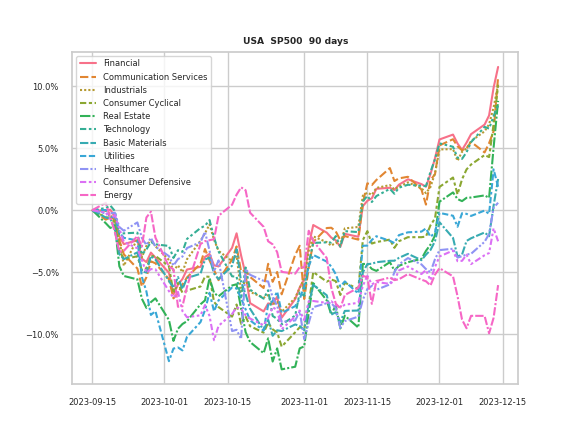 USA  SP500  90 days
Financial
Communication Services
Industrials
Consumer Cyclical
Real Estate
Technology
Basic Materials
Utilities
Healthcare
Consumer Defensive
Energy
10.0%
5.0%
0.0%
−5.0%
−10.0%
2023-09-15 2023-10-01 2023-10-15 2023-11-01 2023-11-15 2023-12-01 2023-12-15